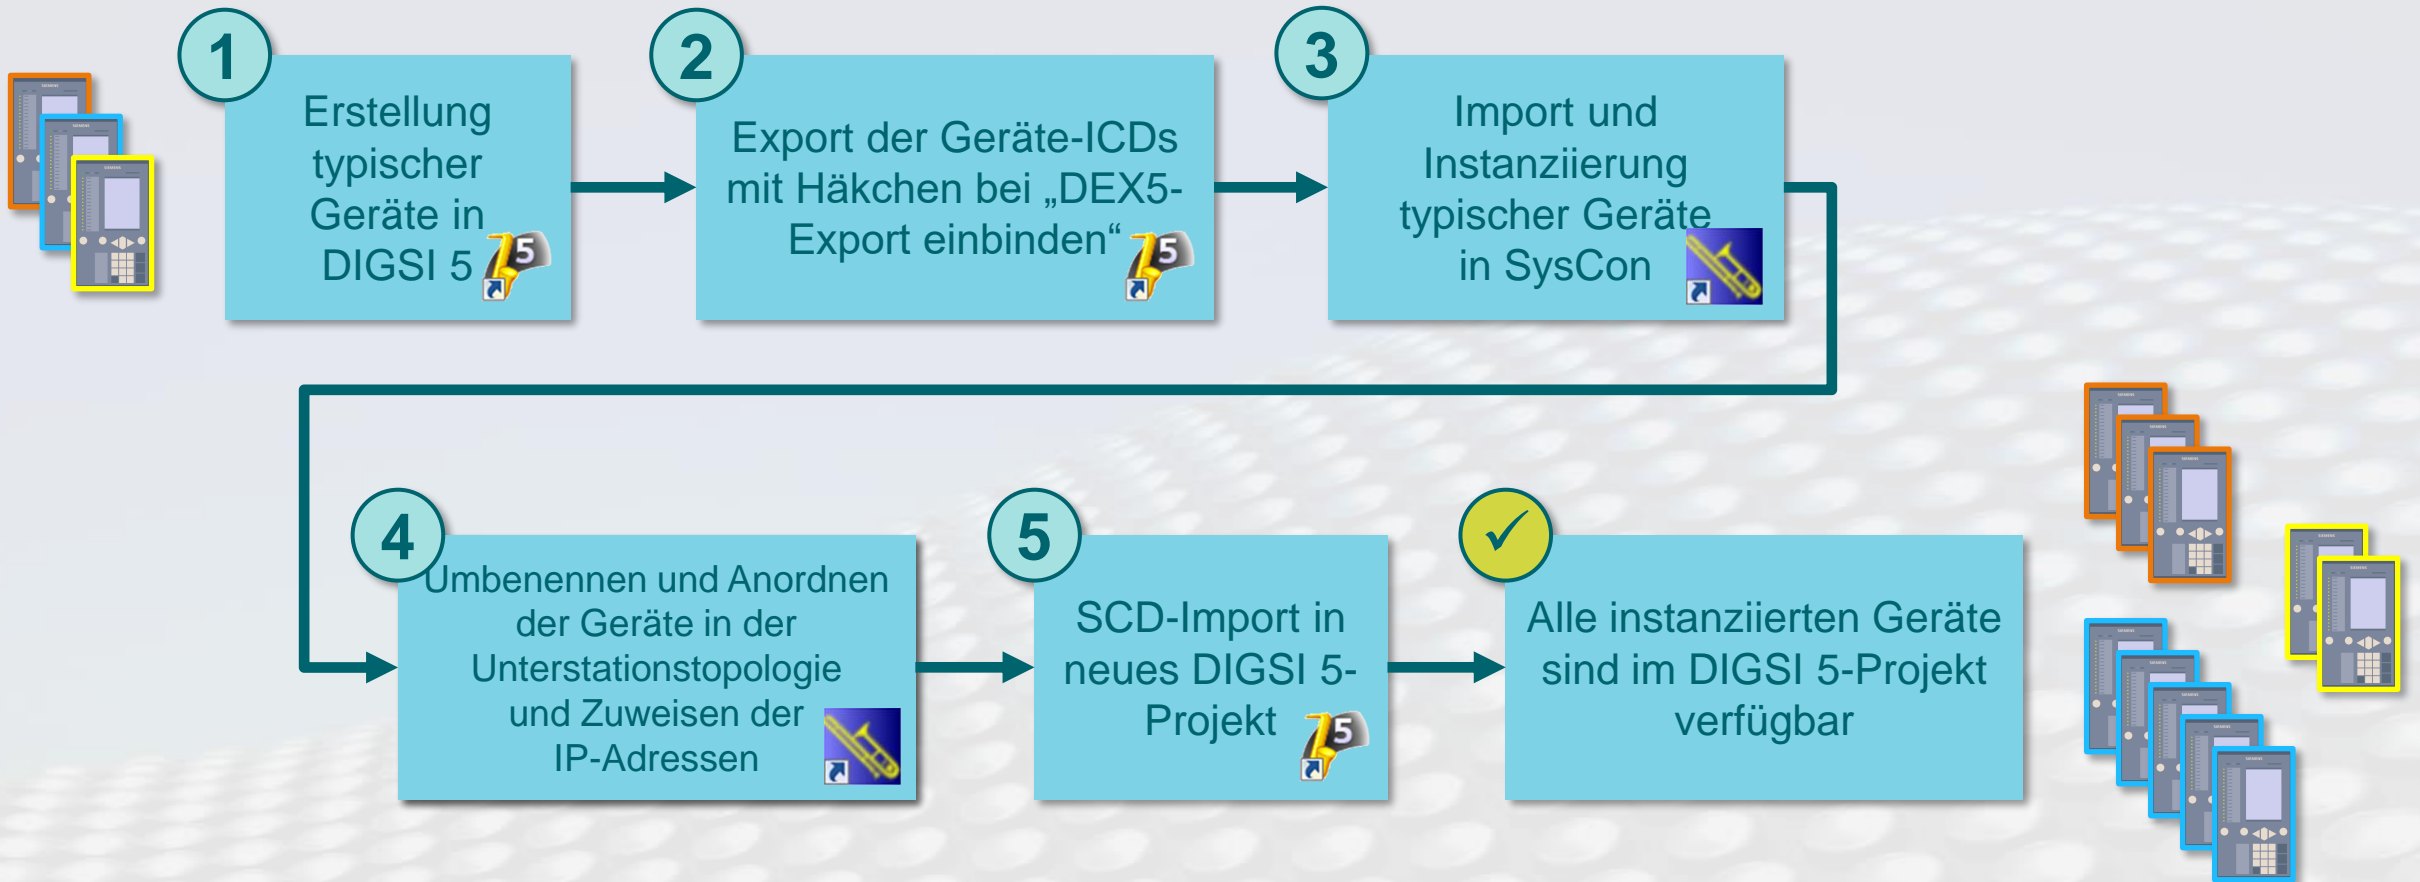 1
Erstellung
typischer
Geräte in
DIGSI 5
5
2
Export der Geräte-ICDs
mit Häkchen bei „DEX5-
Export einbinden“
5
3
Import und
Instanziierung
typischer Geräte
in SysCon
4
Umbenennen und Anordnen
der Geräte in der
Unterstationstopologie
und Zuweisen der
IP-Adressen
5
SCD-Import in
neues DIGSI 5-
Projekt
5
Alle instanziierten Geräte
sind im DIGSI 5-Projekt
verfügbar